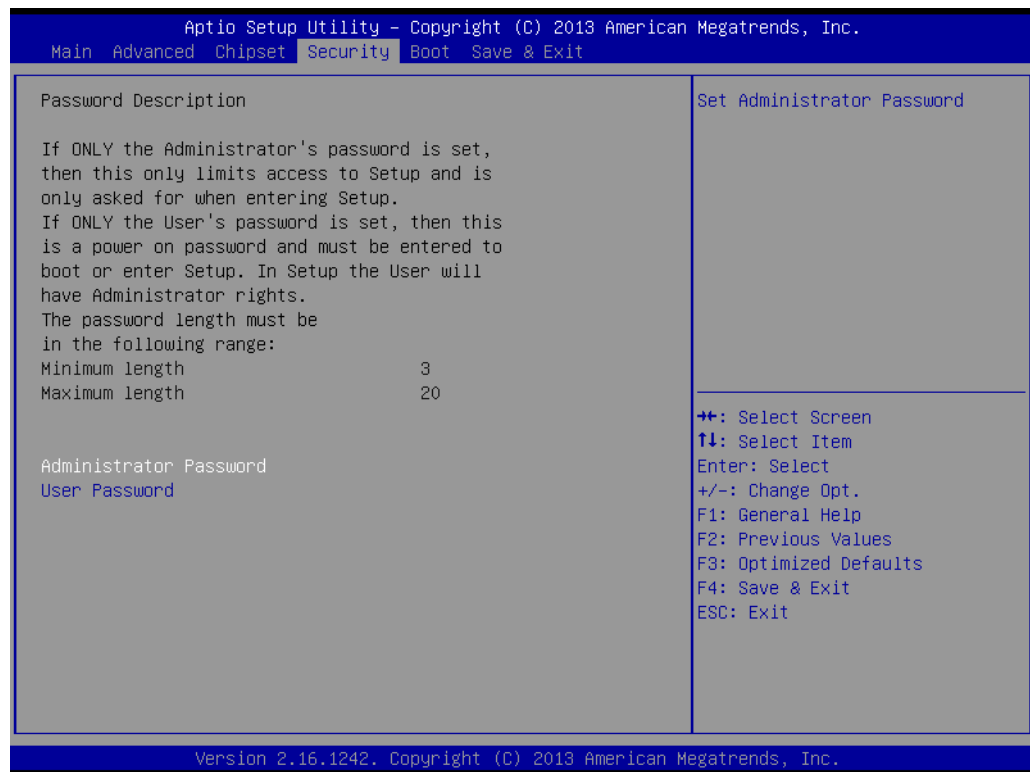 Aptio Setup Utility – Copyright (C) 2013 American Megatrends, Inc.
Main Advanced Chipset Security Boot Save & Exit
Password Description
If ONLY the Administrator's password is set,
then this only limits access to Setup and is
only asked for when entering Setup.
If ONLY the User's password is set, then this
is a power on password and must be entered to
boot or enter Setup. In Setup the User will
have Administrator rights.
The password length must be
in the following range:
Minimum length 3
Maximum length 20
Administrator Password
User Password
Set Administrator Password
→←: Select Screen
↑↓: Select Item
Enter: Select
+/-: Change Opt.
F1: General Help
F2: Previous Values
F3: Optimized Defaults
F4: Save & Exit
ESC: Exit
Version 2.16.1242. Copyright (C) 2013 American Megatrends, Inc.